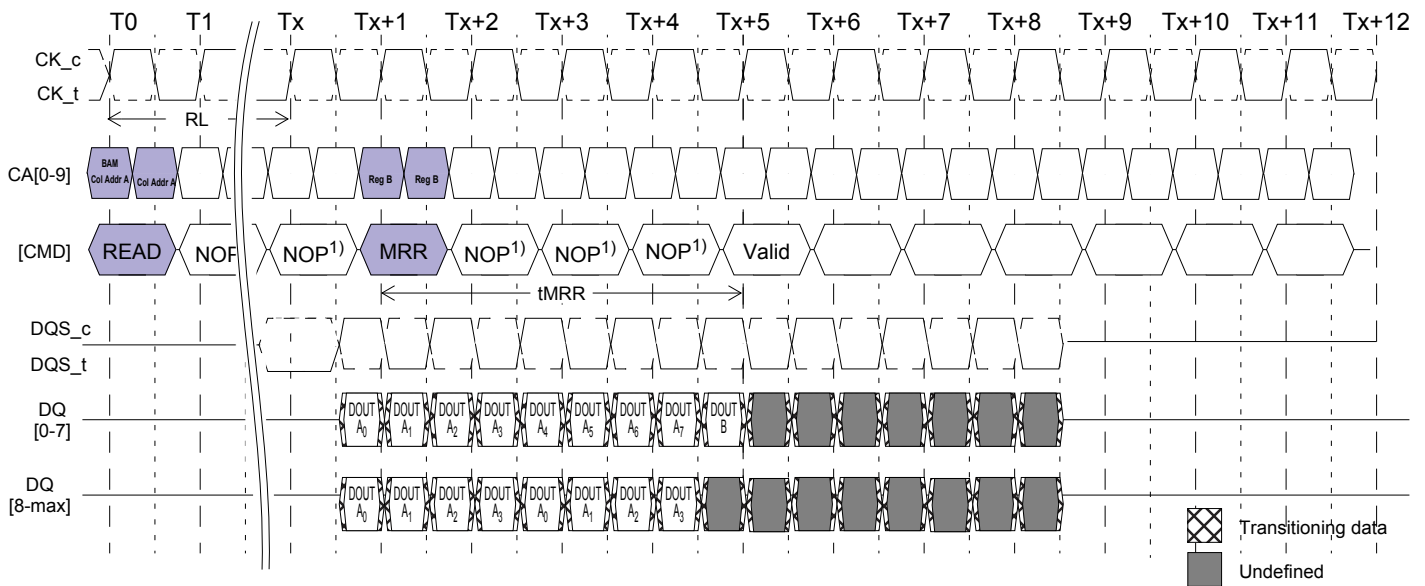 T0 T1 Tx Tx+1 Tx+2 Tx+3 Tx+4 Tx+5 Tx+6 Tx+7 Tx+8 Tx+9 Tx+10 Tx+11 Tx+12
CK_c
CK_t
RL
CA[0-9]
BAM
Col Addr A
Col Addr A
Reg B
Reg B
[CMD]
READ NOP NOP1) MRR NOP1) NOP1) NOP1) Valid
tMRR
DQS_c
DQS_t
DQ
[0-7]
DOUT DOUT DOUT DOUT DOUT DOUT DOUT DOUT DOUT
A0 A1 A2 A3 A4 A5 A6 A7 B
DQ
[8-max]
DOUT DOUT DOUT DOUT DOUT DOUT DOUT DOUT
A0 A1 A2 A3 A0 A1 A2 A3
Transitioning data
Undefined